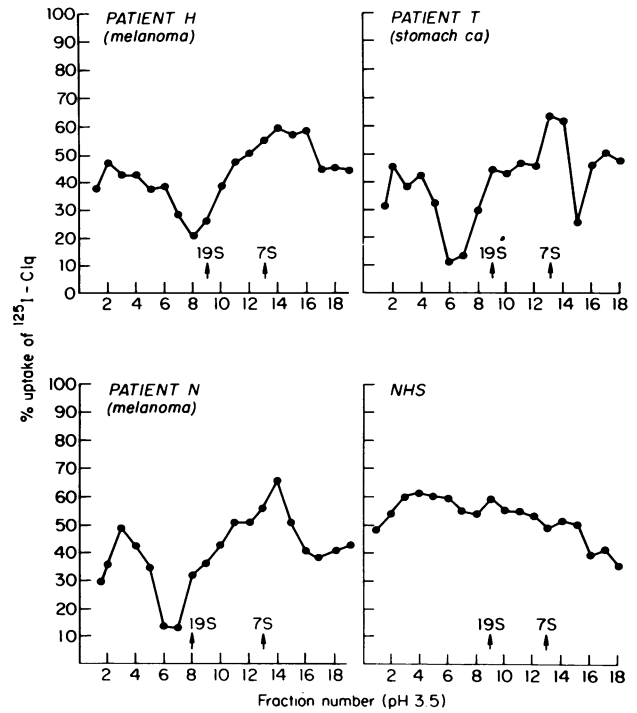 PATIENT H
(melanoma)
100
90
80
70
60
50
40
30
20
10
0
19S
7S
2 4 6 8 10 12 14 16 18
PATIENT T
(stomach ca)
19S
7S
2 4 6 8 10 12 14 16 18
% uptake of 125I-Clq
PATIENT N
(melanoma)
100
90
80
70
60
50
40
30
20
10
19S
7S
2 4 6 8 10 12 14 16 18
NHS
19S
7S
2 4 6 8 10 12 14 16 18
Fraction number (pH 3.5)